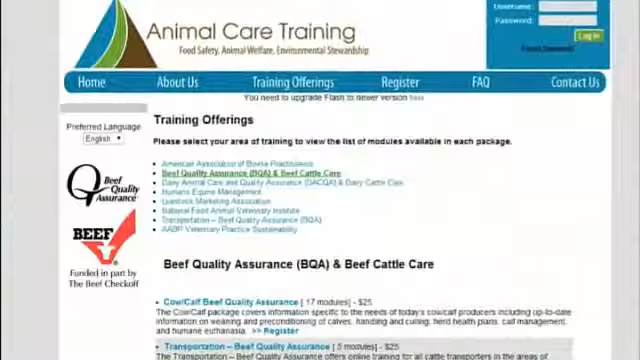 Username:
Password:
Log In
Animal Care Training
Food Safety, Animal Welfare, Environmental Stewardship
Home
About Us
Training Offerings
Register
FAQ
Contact Us
You need to upgrade Flash to newer version here
Preferred Language
English
Beef
Quality
Assurance
BEEF
Funded in part by
The Beef Checkoff
Training Offerings
Please select your area of training to view the list of modules available in each package.
American Association of Bovine Practitioners
Beef Quality Assurance (BQA) & Beef Cattle Care
Dairy Animal Care and Quality Assurance (DACQA) & Dairy Cattle Care
Humane Equine Management
Livestock Marketing Association
National Food Animal Veterinary Institute
Transportation – Beef Quality Assurance (BQA)
AABP Veterinary Practice Sustainability
Beef Quality Assurance (BQA) & Beef Cattle Care
Cow/Calf Beef Quality Assurance [ 17 modules] - $25
The Cow/Calf package covers information specific to the needs of today's cow/calf producers including up-to-date
information on weaning and preconditioning of calves, handling and culling, herd health plans, call management,
and humane euthanasia. >> Register
Transportation – Beef Quality Assurance [ 5 modules] - $25
The Transportation – Beef Quality Assurance offers online training for all cattle transporters in the areas of